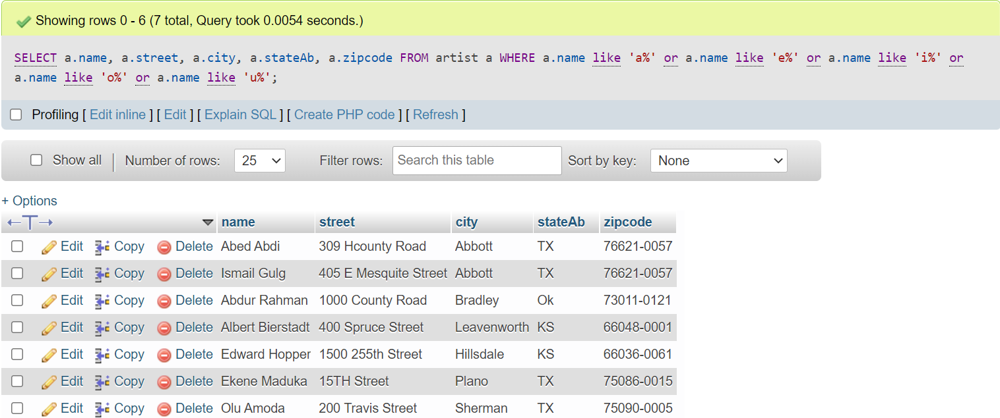 Showing rows 0 - 6 (7 total, Query took 0.0054 seconds.)
SELECT a.name, a.street, a.city, a.stateAb, a.zipcode FROM artist a WHERE a.name like 'a%' or a.name like 'e%' or a.name like 'i%' or
a.name like 'o%' or a.name like 'u%';
Profiling [ Edit inline ] [ Edit ] [ Explain SQL ] [ Create PHP code ] [ Refresh ]
Show all Number of rows: 25 Filter rows: Search this table Sort by key: None
+ Options
name street city stateAb zipcode
Edit Copy Delete Abed Abdi 309 Hcounty Road Abbott TX 76621-0057
Edit Copy Delete Ismail Gulg 405 E Mesquite Street Abbott TX 76621-0057
Edit Copy Delete Abdur Rahman 1000 County Road Bradley Ok 73011-0121
Edit Copy Delete Albert Bierstadt 400 Spruce Street Leavenworth KS 66048-0001
Edit Copy Delete Edward Hopper 1500 255th Street Hillsdale KS 66036-0061
Edit Copy Delete Ekene Maduka 15TH Street Plano TX 75086-0015
Edit Copy Delete Olu Amoda 200 Travis Street Sherman TX 75090-0005